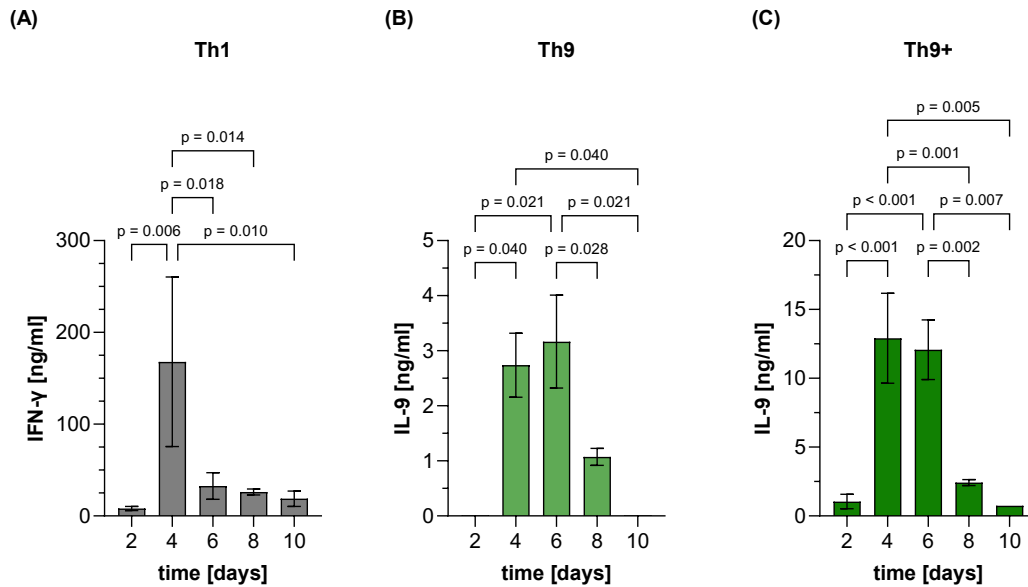 (A)
Th1
p = 0.014
p = 0.018
p = 0.006
p = 0.010
300
200
100
0
IFN-γ [ng/ml]
2 4 6 8 10
time [days]
(B)
Th9
p = 0.040
p = 0.021
p = 0.021
p = 0.040
p = 0.028
5
4
3
2
1
0
IL-9 [ng/ml]
2 4 6 8 10
time [days]
(C)
Th9+
p = 0.005
p = 0.001
p < 0.001
p = 0.007
p < 0.001
p = 0.002
20
15
10
5
0
IL-9 [ng/ml]
2 4 6 8 10
time [days]